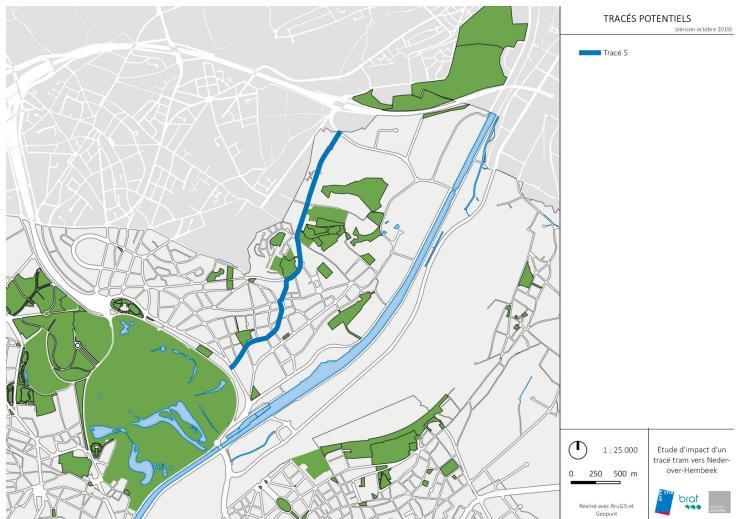 TRACÉS POTENTIELS
(version octobre 2019)
Tracé 5
1 : 25 000
0 250 500 m
Réalisé avec BruGIS et
Geopunt
Etude d'impact d'un
tracé tram vers Neder-
over-Hembeek
brat